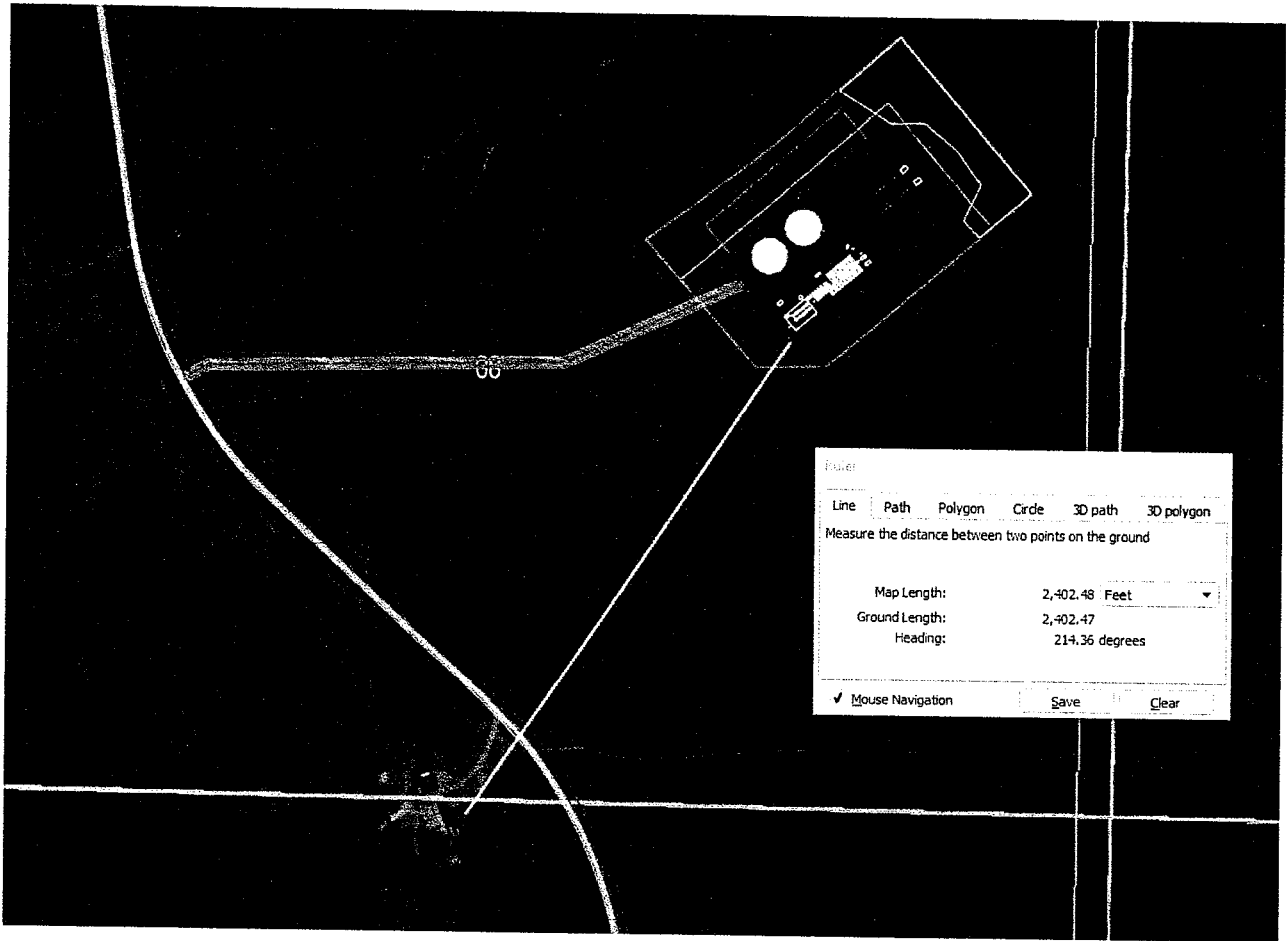 Ruler
Line Path Polygon Circle 3D path 3D polygon
Measure the distance between two points on the ground
Map Length: 2,402.48 Feet
Ground Length: 2,402.47
Heading: 214.36 degrees
✓ Mouse Navigation Save Clear